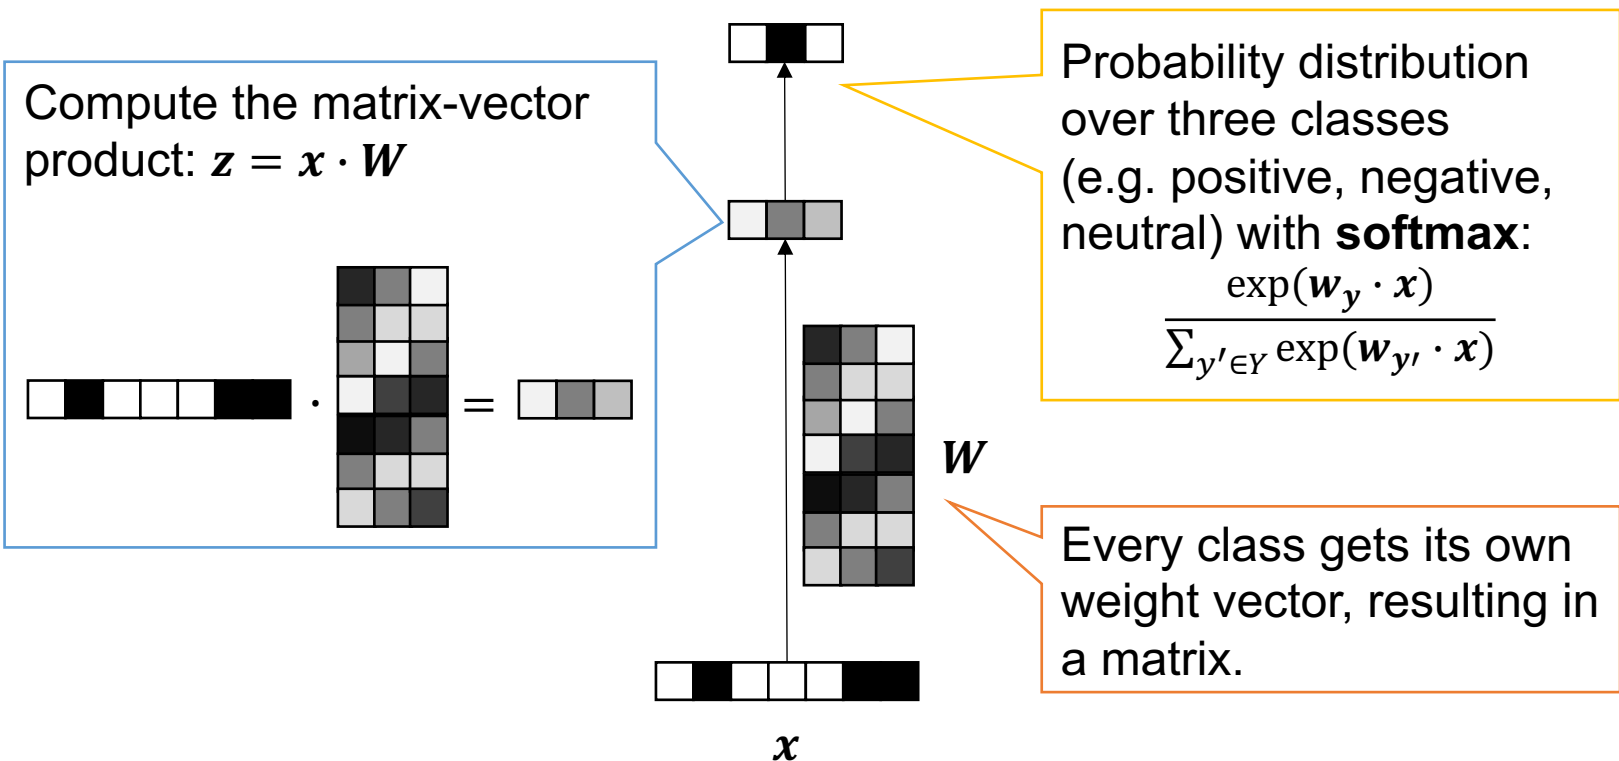 Compute the matrix-vector
product: z = x · W
· =
Probability distribution
over three classes
(e.g. positive, negative,
neutral) with softmax:
exp(w_y · x)
∑_{y′∈Y} exp(w_{y′} · x)
W
Every class gets its own
weight vector, resulting in
a matrix.
x